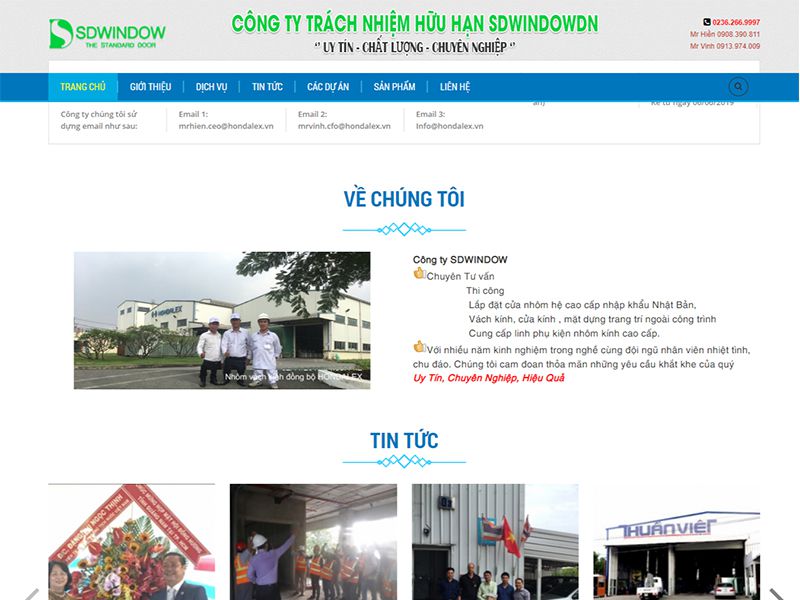 SDWINDOW
THE STANDARD DOOR
CÔNG TY TRÁCH NHIỆM HỮU HẠN SDWINDOWDN
‘’ UY TÍN - CHẤT LƯỢNG - CHUYÊN NGHIỆP ‘’
0236.266.9997
Mr Hiền 0908.390.811
Mr Vinh 0913.974.009
TRANG CHỦ GIỚI THIỆU DỊCH VỤ TIN TỨC CÁC DỰ ÁN SẢN PHẨM LIÊN HỆ
Kể từ ngày 06/06/2019
Công ty chúng tôi sử
dụng email như sau:
Email 1:
mrhien.ceo@hondalex.vn
Email 2:
mrvinh.cfo@hondalex.vn
Email 3:
Info@hondalex.vn
VỀ CHÚNG TÔI
HONDALEX
Nhôm vách kính đồng bộ HONDALEX
Công ty SDWINDOW
Chuyên Tư vấn
Thi công
Lắp đặt cửa nhôm hệ cao cấp nhập khẩu Nhật Bản,
Vách kính, cửa kính , mặt dựng trang trí ngoài công trình
Cung cấp linh phụ kiện nhôm kính cao cấp.
Với nhiều năm kinh nghiệm trong nghề cùng đội ngũ nhân viên nhiệt tình,
chu đáo. Chúng tôi cam đoan thỏa mãn những yêu cầu khắt khe của quý
Uy Tín, Chuyên Nghiệp, Hiệu Quả
TIN TỨC
THUẬN VIỆT